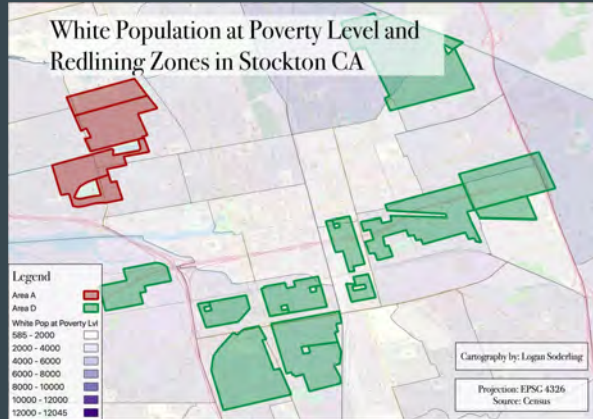 White Population at Poverty Level and
Redlining Zones in Stockton CA
Legend
Area A
Area D
White Pop at Poverty Lvl
585 - 2000
2000 - 4000
4000 - 6000
6000 - 8000
8000 - 10000
10000 - 12000
12000 - 12045
Cartography by: Logan Soderling
Projection: EPSG 4326
Source: Census